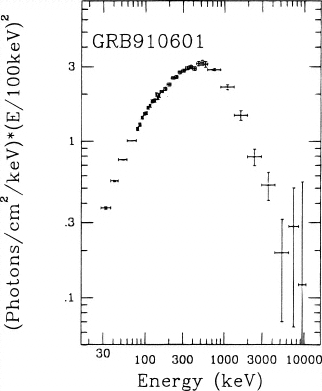 GRB910601
(Photons/cm²/keV)*(E/100keV)²
3
1
.3
.1
30 100 300 1000 3000 10000
Energy (keV)